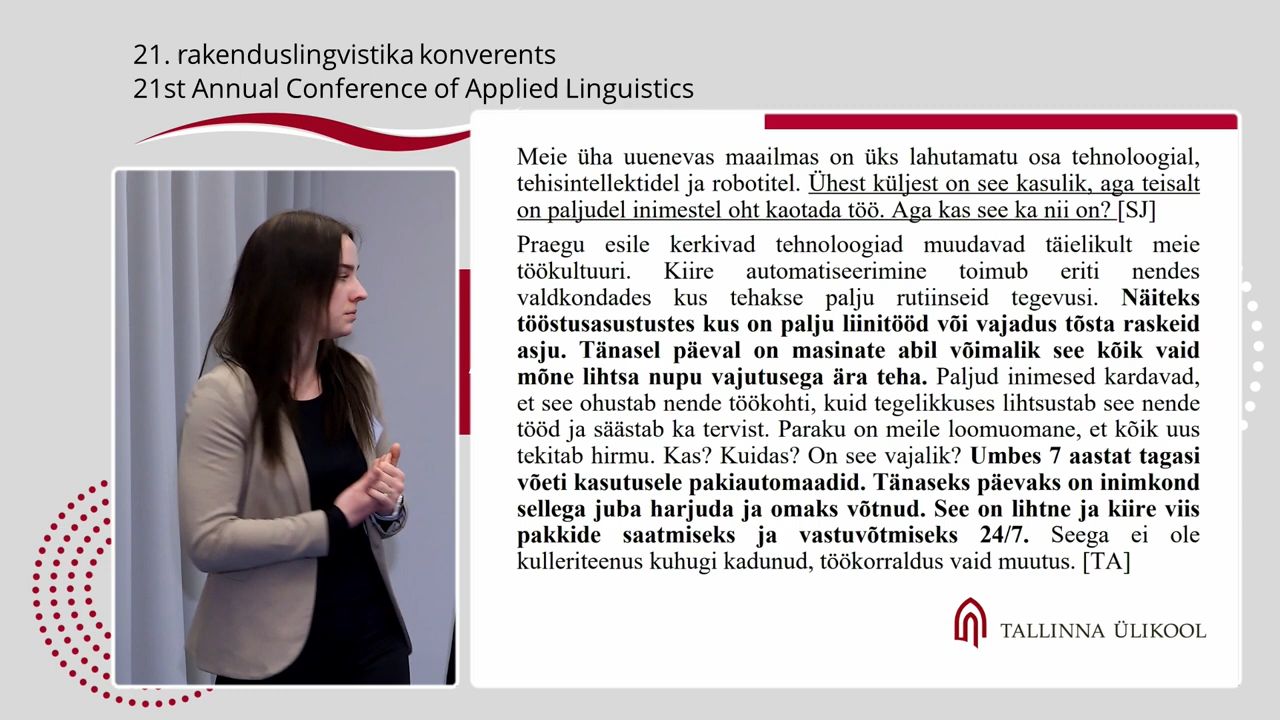 21. rakenduslingvistika konverents
21st Annual Conference of Applied Linguistics
Meie üha uuenevas maailmas on üks lahutamatu osa tehnoloogial,
tehisintellektidel ja robotitel. Ühest küljest on see kasulik, aga teisalt
on paljudel inimestel oht kaotada töö. Aga kas see ka nii on? [SJ]
Praegu esile kerkivad tehnoloogiad muudavad täielikult meie
töökultuuri. Kiire automatiseerimine toimub eriti nendes
valdkondades kus tehakse palju rutiinseid tegevusi. Näiteks
tööstusasustustes kus on palju liinitööd või vajadus tõsta raskeid
asju. Tänasel päeval on masinate abil võimalik see kõik vaid
mõne lihtsa nupu vajutusega ära teha. Paljud inimesed kardavad,
et see ohustab nende töökohti, kuid tegelikkuses lihtsustab see nende
tööd ja säästab ka tervist. Paraku on meile loomuomane, et kõik uus
tekitab hirmu. Kas? Kuidas? On see vajalik? Umbes 7 aastat tagasi
võeti kasutusele pakiautomaadid. Tänaseks päevaks on inimkond
sellega juba harjuda ja omaks võtnud. See on lihtne ja kiire viis
pakkide saatmiseks ja vastuvõtmiseks 24/7. Seega ei ole
kulleriteenus kuhugi kadunud, töökorraldus vaid muutus. [TA]
TALLINNA ÜLIKOOL